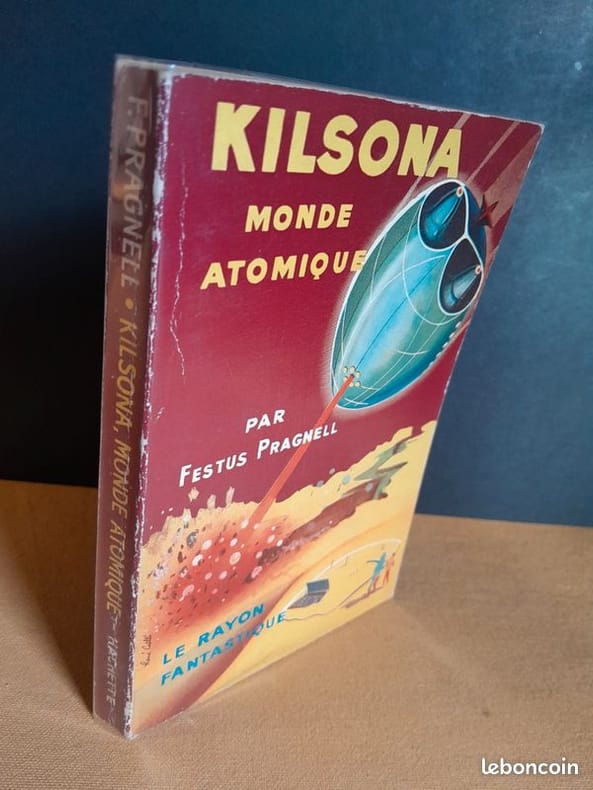 KILSONA
MONDE
ATOMIQUE
PAR
FESTUS PRAGNELL
LE RAYON
FANTASTIQUE
F. PRAGNELL • KILSONA, MONDE ATOMIQUE - HACHETTE
leboncoin